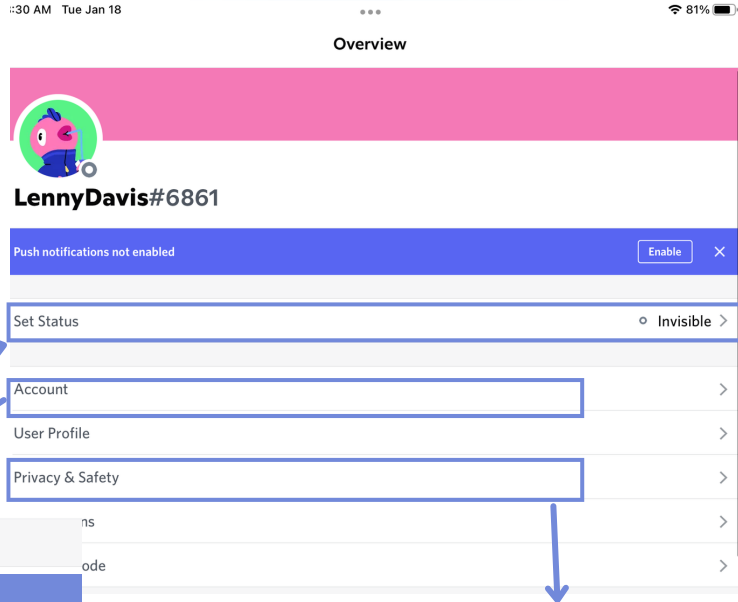 :30 AM Tue Jan 18
81%
Overview
LennyDavis#6861
Push notifications not enabled
Enable
Set Status
Invisible
Account
User Profile
Privacy & Safety
ns
ode